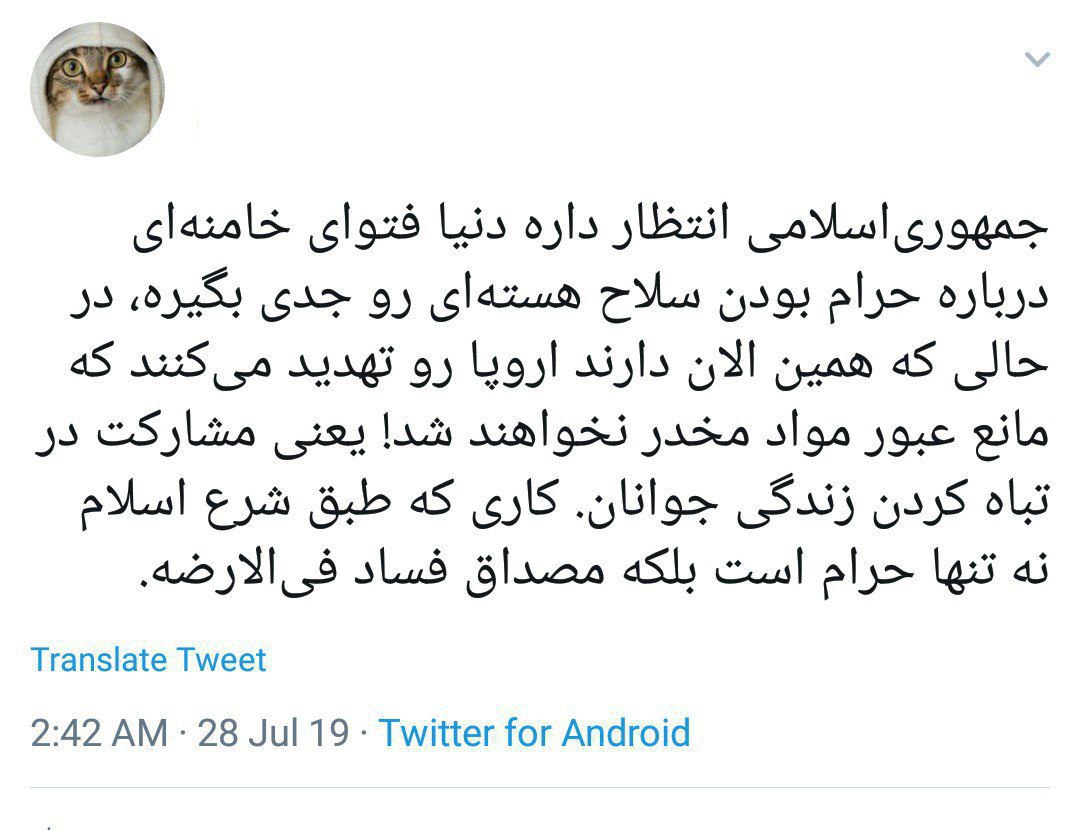 جمهوری‌اسلامی انتظار داره دنیا فتوای خامنه‌ای
درباره حرام بودن سلاح هسته‌ای رو جدی بگیره، در
حالی که همین الان دارند اروپا رو تهدید می‌کنند که
مانع عبور مواد مخدر نخواهند شد! یعنی مشارکت در
تباه کردن زندگی جوانان. کاری که طبق شرع اسلام
نه تنها حرام است بلکه مصداق فساد فی‌الارضه.
Translate Tweet
2:42 AM · 28 Jul 19 · Twitter for Android